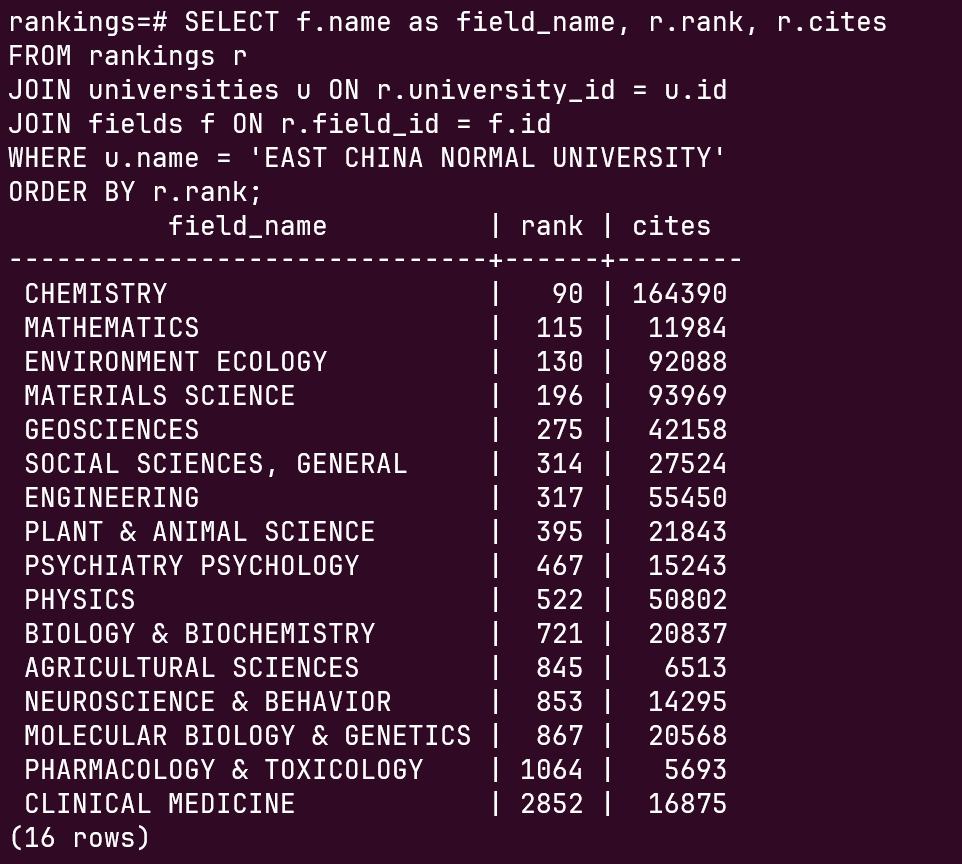 rankings=# SELECT f.name as field_name, r.rank, r.cites
FROM rankings r
JOIN universities u ON r.university_id = u.id
JOIN fields f ON r.field_id = f.id
WHERE u.name = 'EAST CHINA NORMAL UNIVERSITY'
ORDER BY r.rank;
          field_name          | rank | cites
------------------------------+------+--------
 CHEMISTRY                    |   90 | 164390
 MATHEMATICS                  |  115 |  11984
 ENVIRONMENT ECOLOGY          |  130 |  92088
 MATERIALS SCIENCE            |  196 |  93969
 GEOSCIENCES                  |  275 |  42158
 SOCIAL SCIENCES, GENERAL     |  314 |  27524
 ENGINEERING                  |  317 |  55450
 PLANT & ANIMAL SCIENCE       |  395 |  21843
 PSYCHIATRY PSYCHOLOGY        |  467 |  15243
 PHYSICS                      |  522 |  50802
 BIOLOGY & BIOCHEMISTRY       |  721 |  20837
 AGRICULTURAL SCIENCES        |  845 |   6513
 NEUROSCIENCE & BEHAVIOR      |  853 |  14295
 MOLECULAR BIOLOGY & GENETICS |  867 |  20568
 PHARMACOLOGY & TOXICOLOGY    | 1064 |   5693
 CLINICAL MEDICINE            | 2852 |  16875
(16 rows)